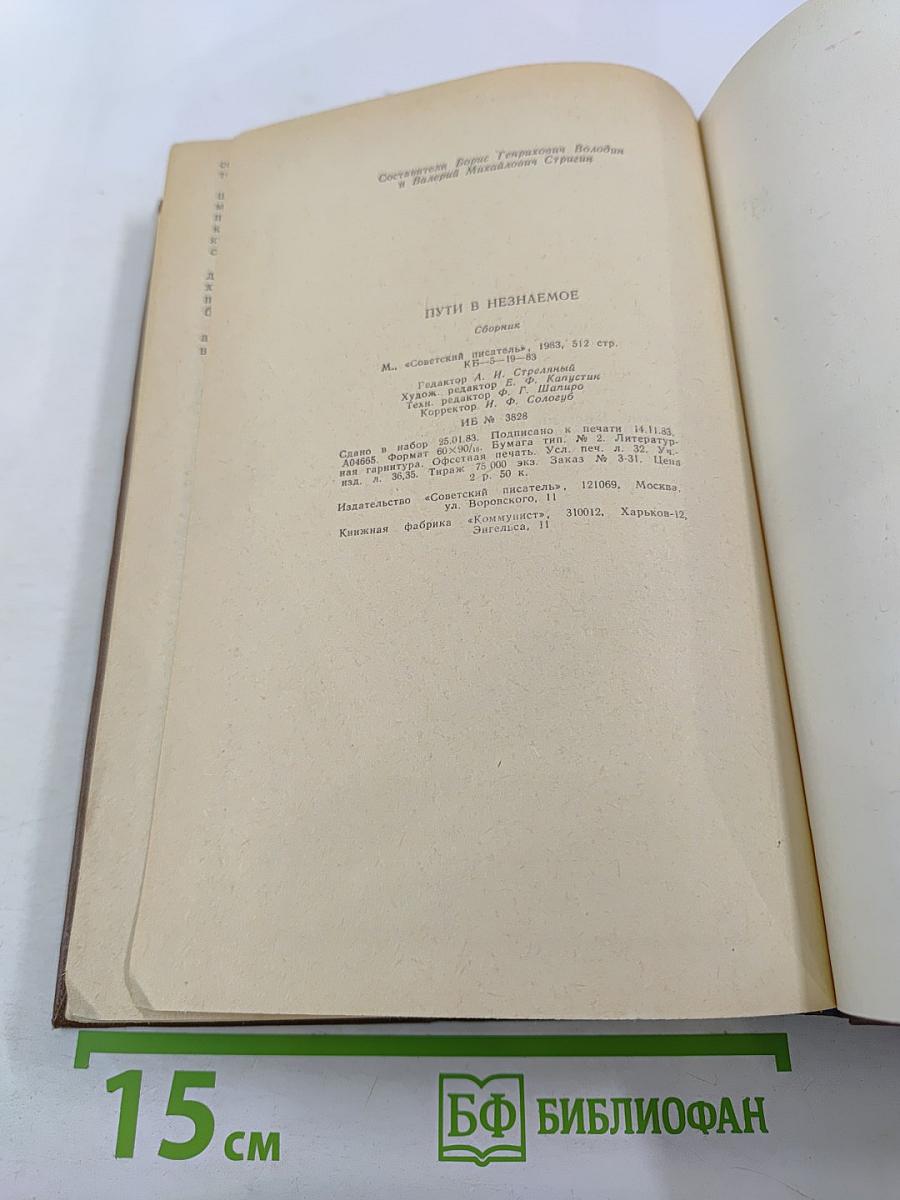 Составители Борис Генрихович Володин
и Валерий Михайлович Стригин
ПУТИ В НЕЗНАЕМОЕ
Сборник
М., «Советский писатель», 1983, 512 стр.
КБ—5—19—83
Редактор А. И. Стреляный
Худож. редактор Е. Ф. Капустин
Техн. редактор Ф. Г. Шапиро
Корректор И. Ф. Сологуб
ИБ № 3828
Сдано в набор 25.01.83. Подписано к печати 14.11.83.
А04665. Формат 60×90/16. Бумага тип. № 2. Литератур-
ная гарнитура. Офсетная печать. Усл. печ. л. 32. Уч.-
изд. л. 36,35. Тираж 75 000 экз. Заказ № 3-31. Цена
2 р. 50 к.
Издательство «Советский писатель», 121069, Москва,
ул. Воровского, 11
Книжная фабрика «Коммунист», 310012, Харьков-12,
Энгельса, 11
15 см
БФ БИБЛИОФАН